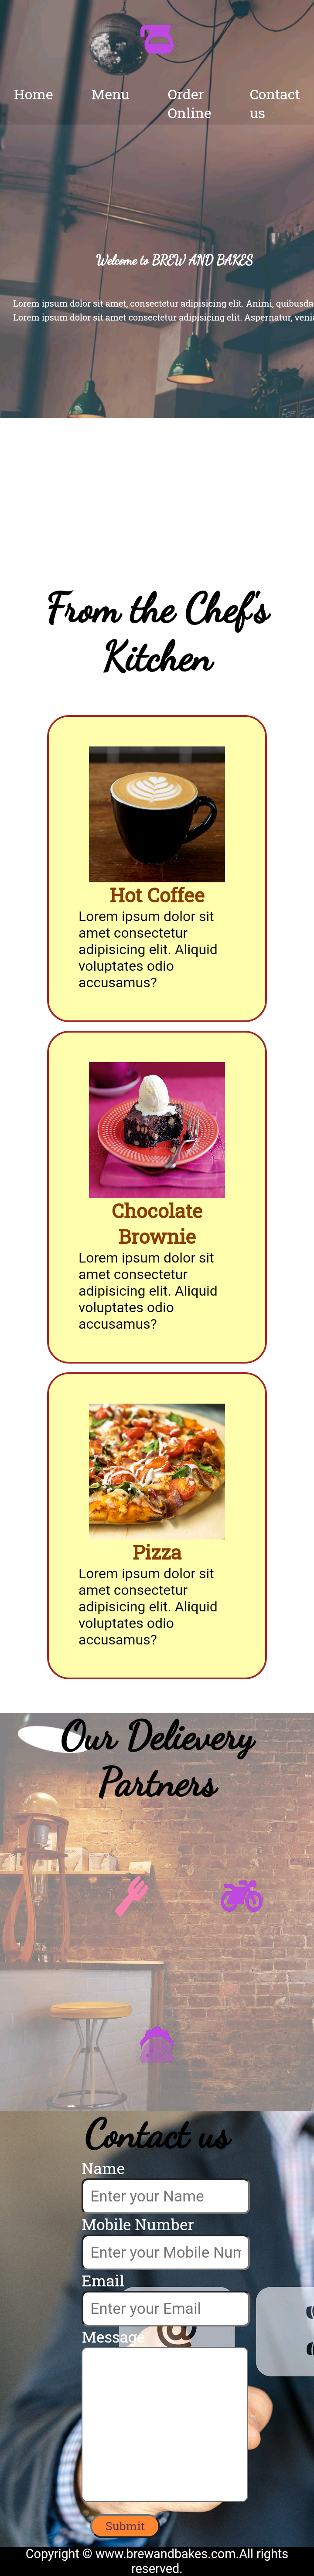 Home
Menu
Order
Online
Contact
us
Welcome to BREW AND BAKES
Lorem ipsum dolor sit amet, consectetur adipisicing elit. Animi, quibusda
Lorem ipsum dolor sit amet consectetur adipisicing elit. Aspernatur, venia
From the Chef's
Kitchen
Hot Coffee
Lorem ipsum dolor sit
amet consectetur
adipisicing elit. Aliquid
voluptates odio
accusamus?
Chocolate
Brownie
Lorem ipsum dolor sit
amet consectetur
adipisicing elit. Aliquid
voluptates odio
accusamus?
Pizza
Lorem ipsum dolor sit
amet consectetur
adipisicing elit. Aliquid
voluptates odio
accusamus?
Our Delievery
Partners
Contact us
Name
Enter your Name
Mobile Number
Enter your Mobile Num
Email
Enter your Email
@
Message
Submit
Copyright © www.brewandbakes.com.All rights
reserved.